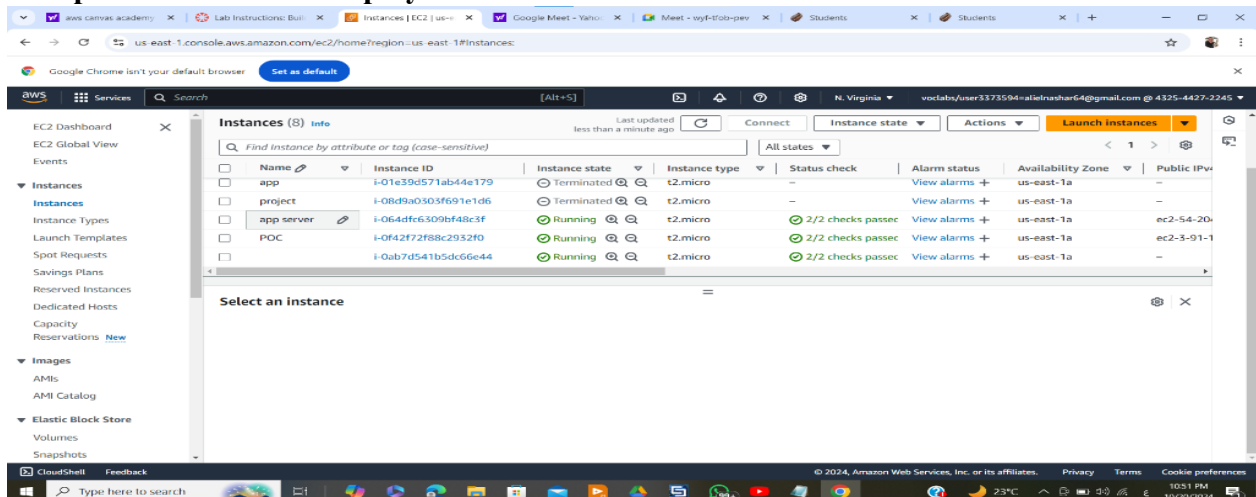 aws canvas academy
Lab Instructions: Buil
Instances | EC2 | us-e
Google Meet - Yaho
Meet - wyf-tfob-pev
Students
Students
us-east-1.console.aws.amazon.com/ec2/home?region=us-east-1#Instances:
Google Chrome isn't your default browser
Set as default
aws
Services
Search
[Alt+S]
N. Virginia
voclabs/user3373594=alielnashar64@gmail.com @ 4325-4427-2245
EC2 Dashboard
EC2 Global View
Events
Instances
Instances
Instance Types
Launch Templates
Spot Requests
Savings Plans
Reserved Instances
Dedicated Hosts
Capacity
Reservations New
Images
AMIs
AMI Catalog
Elastic Block Store
Volumes
Snapshots
Instances (8) Info
Last updated
less than a minute ago
Connect
Instance state
Actions
Launch instances
Find Instance by attribute or tag (case-sensitive)
All states
1
Name Instance ID Instance state Instance type Status check Alarm status Availability Zone Public IPv4
app i-01e39d571ab44e179 Terminated t2.micro – View alarms + us-east-1a –
project i-08d9a0303f691e1d6 Terminated t2.micro – View alarms + us-east-1a –
app server i-064dfc6309bf48c3f Running t2.micro 2/2 checks passec View alarms + us-east-1a ec2-54-20
POC i-0f42f72f88c2932f0 Running t2.micro 2/2 checks passec View alarms + us-east-1a ec2-3-91-1
i-0ab7d541b5dc66e44 Running t2.micro 2/2 checks passec View alarms + us-east-1a –
Select an instance
CloudShell Feedback
© 2024, Amazon Web Services, Inc. or its affiliates. Privacy Terms Cookie preferences
Type here to search
99+
23°C
10:51 PM
10/20/2024